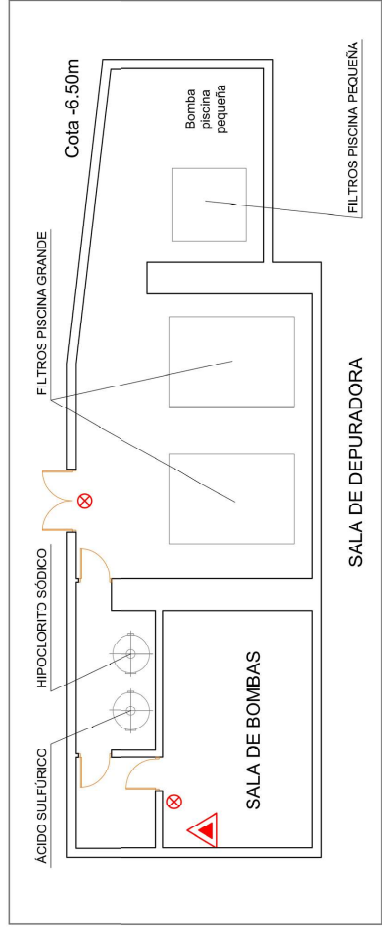 ÁCIDO SULFÚRICO
HIPOCLORITO SÓDICO
FILTROS PISCINA GRANDE
Cota -6.50m
Bomba
piscina
pequeña
SALA DE BOMBAS
SALA DE DEPURADORA
FILTROS PISCINA PEQUEÑA